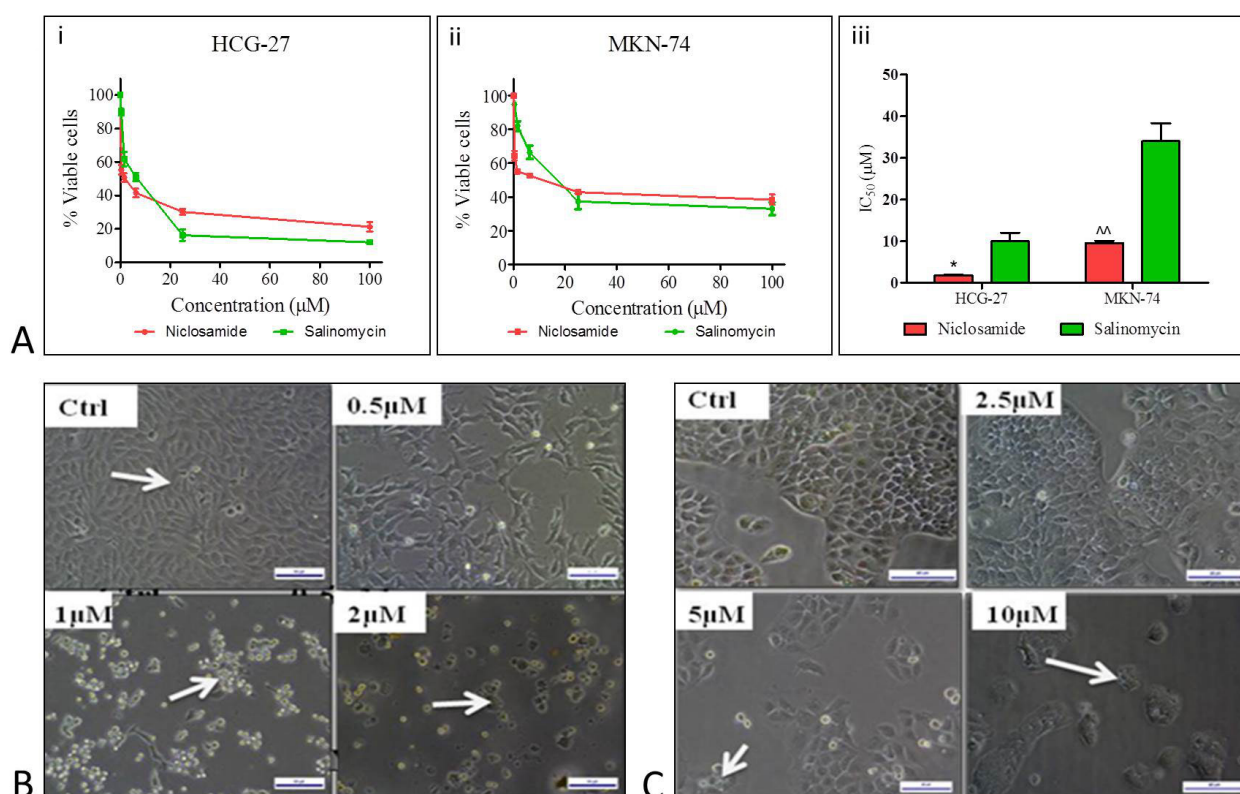 i
HCG-27
% Viable cells
100
80
60
40
20
0
0 20 40 60 80 100
Concentration (μM)
Niclosamide Salinomycin
ii
MKN-74
% Viable cells
100
80
60
40
20
0
0 20 40 60 80 100
Concentration (μM)
Niclosamide Salinomycin
iii
IC50 (μM)
50
40
30
20
10
0
* ^^
HCG-27 MKN-74
Niclosamide Salinomycin
A
Ctrl 0.5μM
1μM 2μM
B
Ctrl 2.5μM
5μM 10μM
C